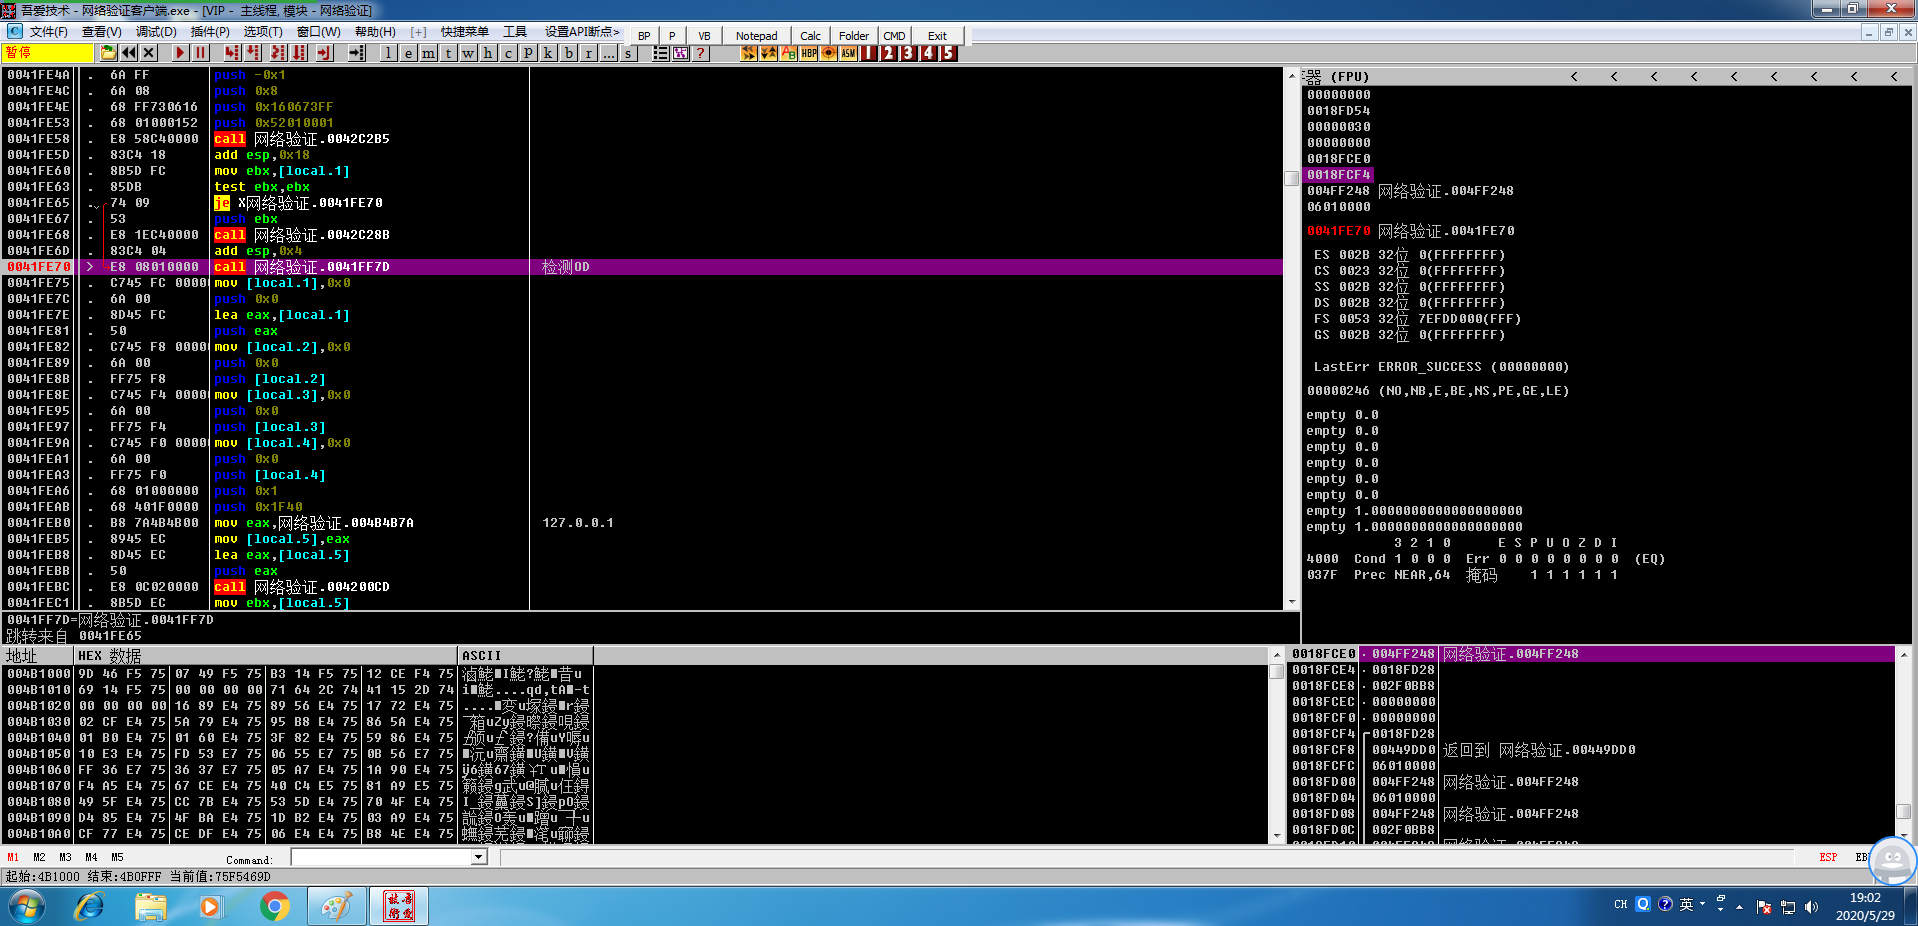 吾爱技术 - 网络验证客户端.exe - [VIP - 主线程, 模块 - 网络验证]
文件(F) 查看(V) 调试(D) 插件(P) 选项(T) 窗口(W) 帮助(H) [+] 快捷菜单 工具 设置API断点> BP P VB Notepad Calc Folder CMD Exit
暂停 l e m t w h c p k b r ... s ? HBP ASM 1 2 3 4 5
0041FE4A . 6A FF push -0x1
0041FE4C . 6A 08 push 0x8
0041FE4E . 68 FF730616 push 0x160673FF
0041FE53 . 68 01000152 push 0x52010001
0041FE58 . E8 58C40000 call 网络验证.0042C2B5
0041FE5D . 83C4 18 add esp,0x18
0041FE60 . 8B5D FC mov ebx,[local.1]
0041FE63 . 85DB test ebx,ebx
0041FE65 . 74 09 je X网络验证.0041FE70
0041FE67 . 53 push ebx
0041FE68 . E8 1EC40000 call 网络验证.0042C28B
0041FE6D . 83C4 04 add esp,0x4
0041FE70 > E8 08010000 call 网络验证.0041FF7D 检测OD
0041FE75 . C745 FC 00000 mov [local.1],0x0
0041FE7C . 6A 00 push 0x0
0041FE7E . 8D45 FC lea eax,[local.1]
0041FE81 . 50 push eax
0041FE82 . C745 F8 00000 mov [local.2],0x0
0041FE89 . 6A 00 push 0x0
0041FE8B . FF75 F8 push [local.2]
0041FE8E . C745 F4 00000 mov [local.3],0x0
0041FE95 . 6A 00 push 0x0
0041FE97 . FF75 F4 push [local.3]
0041FE9A . C745 F0 00000 mov [local.4],0x0
0041FEA1 . 6A 00 push 0x0
0041FEA3 . FF75 F0 push [local.4]
0041FEA6 . 68 01000000 push 0x1
0041FEAB . 68 401F0000 push 0x1F40
0041FEB0 . B8 7A4B4B00 mov eax,网络验证.004B4B7A 127.0.0.1
0041FEB5 . 8945 EC mov [local.5],eax
0041FEB8 . 8D45 EC lea eax,[local.5]
0041FEBB . 50 push eax
0041FEBC . E8 0C020000 call 网络验证.004200CD
0041FEC1 . 8B5D EC mov ebx,[local.5]
0041FF7D=网络验证.0041FF7D
跳转来自 0041FE65
器 (FPU) < < < < < < < < <
00000000
0018FD54
00000030
00000000
0018FCE0
0018FCF4
004FF248 网络验证.004FF248
06010000
0041FE70 网络验证.0041FE70
ES 002B 32位 0(FFFFFFFF)
CS 0023 32位 0(FFFFFFFF)
SS 002B 32位 0(FFFFFFFF)
DS 002B 32位 0(FFFFFFFF)
FS 0053 32位 7EFDD000(FFF)
GS 002B 32位 0(FFFFFFFF)
LastErr ERROR_SUCCESS (00000000)
00000246 (NO,NB,E,BE,NS,PE,GE,LE)
empty 0.0
empty 0.0
empty 0.0
empty 0.0
empty 0.0
empty 0.0
empty 1.0000000000000000000
empty 1.0000000000000000000
3 2 1 0 E S P U O Z D I
4000 Cond 1 0 0 0 Err 0 0 0 0 0 0 0 0 (EQ)
037F Prec NEAR,64 掩码 1 1 1 1 1 1
地址 HEX 数据 ASCII
004B1000 9D 46 F5 75 07 49 F5 75 B3 14 F5 75 12 CE F4 75
004B1010 69 14 F5 75 00 00 00 00 71 64 2C 74 41 15 2D 74
004B1020 00 00 00 00 16 89 E4 75 89 56 E4 75 17 72 E4 75
004B1030 02 CF E4 75 5A 79 E4 75 95 B8 E4 75 86 5A E4 75
004B1040 01 B0 E4 75 01 60 E4 75 3F 82 E4 75 59 86 E4 75
004B1050 10 E3 E4 75 FD 53 E7 75 06 55 E7 75 0B 56 E7 75
004B1060 FF 36 E7 75 36 37 E7 75 05 A7 E4 75 1A 90 E4 75
004B1070 F4 A5 E4 75 67 CE E4 75 40 C4 E5 75 81 A9 E5 75
004B1080 49 5F E4 75 CC 7B E4 75 53 5D E4 75 70 4F E4 75
004B1090 D4 85 E4 75 4F BA E4 75 1D B2 E4 75 03 A9 E4 75
004B10A0 CF 77 E4 75 CE DF E4 75 06 E4 E4 75 B8 4E E4 75
0018FCE0 004FF248 网络验证.004FF248
0018FCE4 0018FD28
0018FCE8 002F0BB8
0018FCEC 00000000
0018FCF0 00000000
0018FCF4 0018FD28
0018FCF8 00449DD0 返回到 网络验证.00449DD0
0018FCFC 06010000
0018FD00 004FF248 网络验证.004FF248
0018FD04 06010000
0018FD08 004FF248 网络验证.004FF248
0018FD0C 002F0BB8
M1 M2 M3 M4 M5 Command: ESP
起始:4B1000 结束:4B0FFF 当前值:75F5469D
CH 英 19:02
2020/5/29